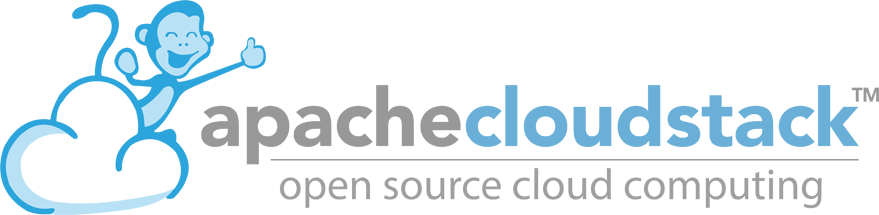 apachecloudstack™
open source cloud computing